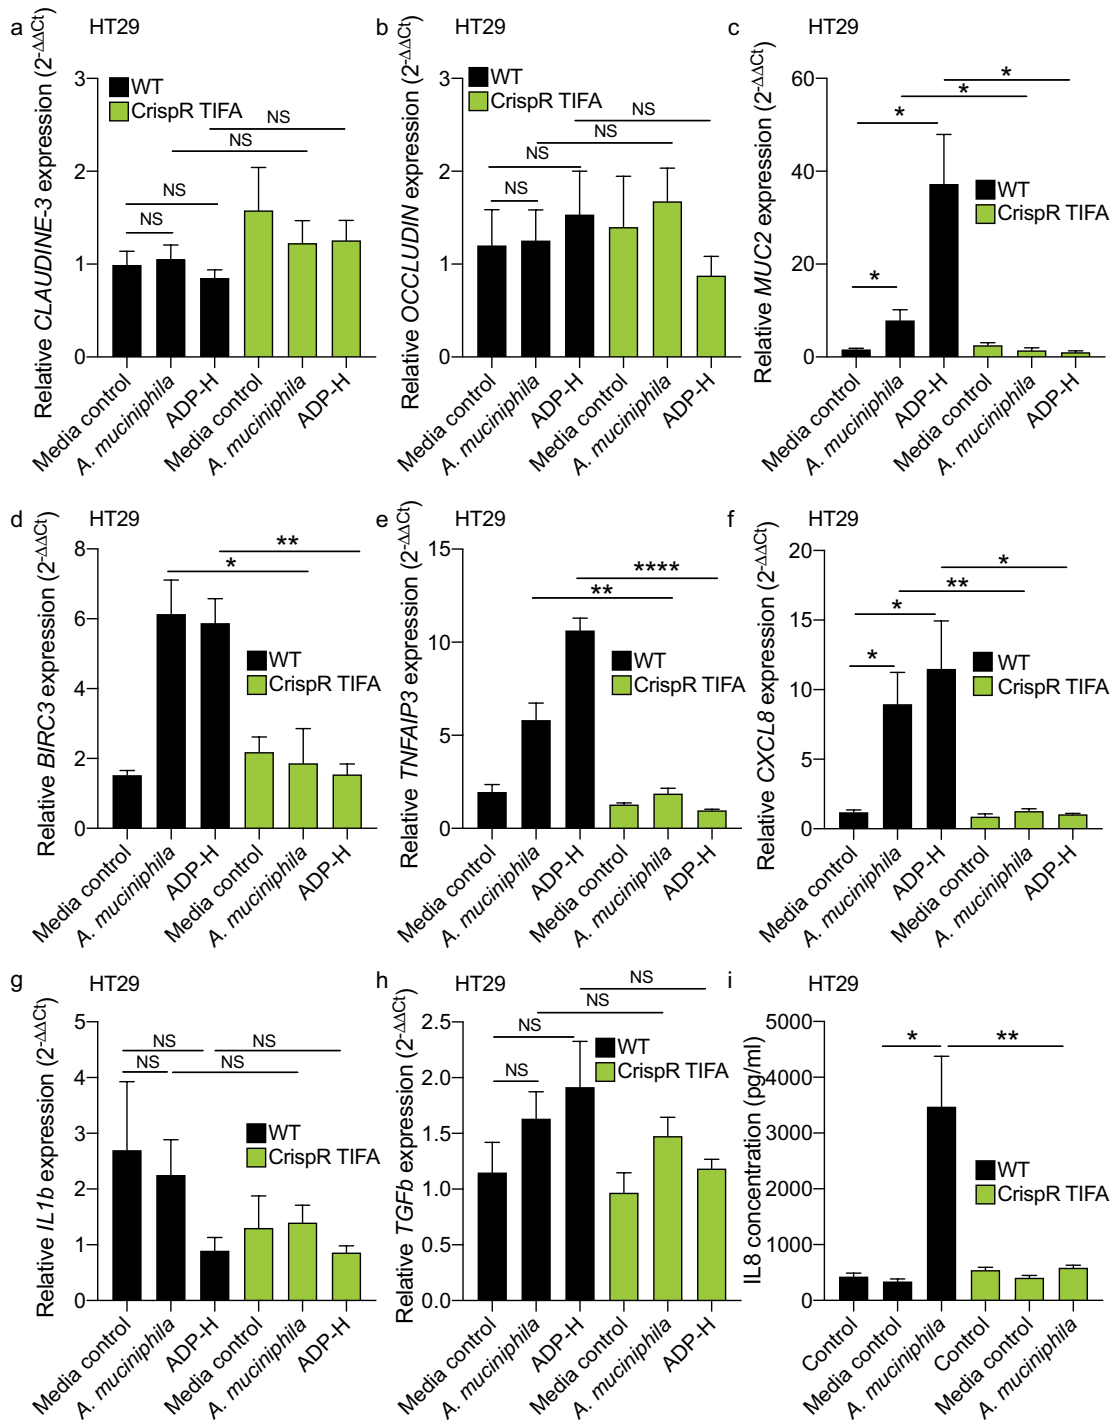 a HT29
Relative CLAUDINE-3 expression (2-ΔΔCt)
3
2
1
0
WT
CrispR TIFA
NS
NS
NS
NS
Media control
A. muciniphila
ADP-H
Media control
A. muciniphila
ADP-H
b HT29
Relative OCCLUDIN expression (2-ΔΔCt)
3
2
1
0
WT
CrispR TIFA
NS
NS
NS
NS
Media control
A. muciniphila
ADP-H
Media control
A. muciniphila
ADP-H
c HT29
Relative MUC2 expression (2-ΔΔCt)
60
40
20
0
*
*
*
*
WT
CrispR TIFA
Media control
A. muciniphila
ADP-H
Media control
A. muciniphila
ADP-H
d HT29
Relative BIRC3 expression (2-ΔΔCt)
8
6
4
2
0
**
*
WT
CrispR TIFA
Media control
A. muciniphila
ADP-H
Media control
A. muciniphila
ADP-H
e HT29
Relative TNFAIP3 expression (2-ΔΔCt)
15
10
5
0
****
**
WT
CrispR TIFA
Media control
A. muciniphila
ADP-H
Media control
A. muciniphila
ADP-H
f HT29
Relative CXCL8 expression (2-ΔΔCt)
20
15
10
5
0
*
**
*
*
WT
CrispR TIFA
Media control
A. muciniphila
ADP-H
Media control
A. muciniphila
ADP-H
g HT29
Relative IL1b expression (2-ΔΔCt)
5
4
3
2
1
0
NS
NS
NS
NS
WT
CrispR TIFA
Media control
A. muciniphila
ADP-H
Media control
A. muciniphila
ADP-H
h HT29
Relative TGFb expression (2-ΔΔCt)
2.5
2.0
1.5
1.0
0.5
0.0
NS
NS
NS
NS
WT
CrispR TIFA
Media control
A. muciniphila
ADP-H
Media control
A. muciniphila
ADP-H
i HT29
IL8 concentration (pg/ml)
5000
4000
3000
2000
1000
0
*
**
WT
CrispR TIFA
Control
Media control
A. muciniphila
Control
Media control
A. muciniphila